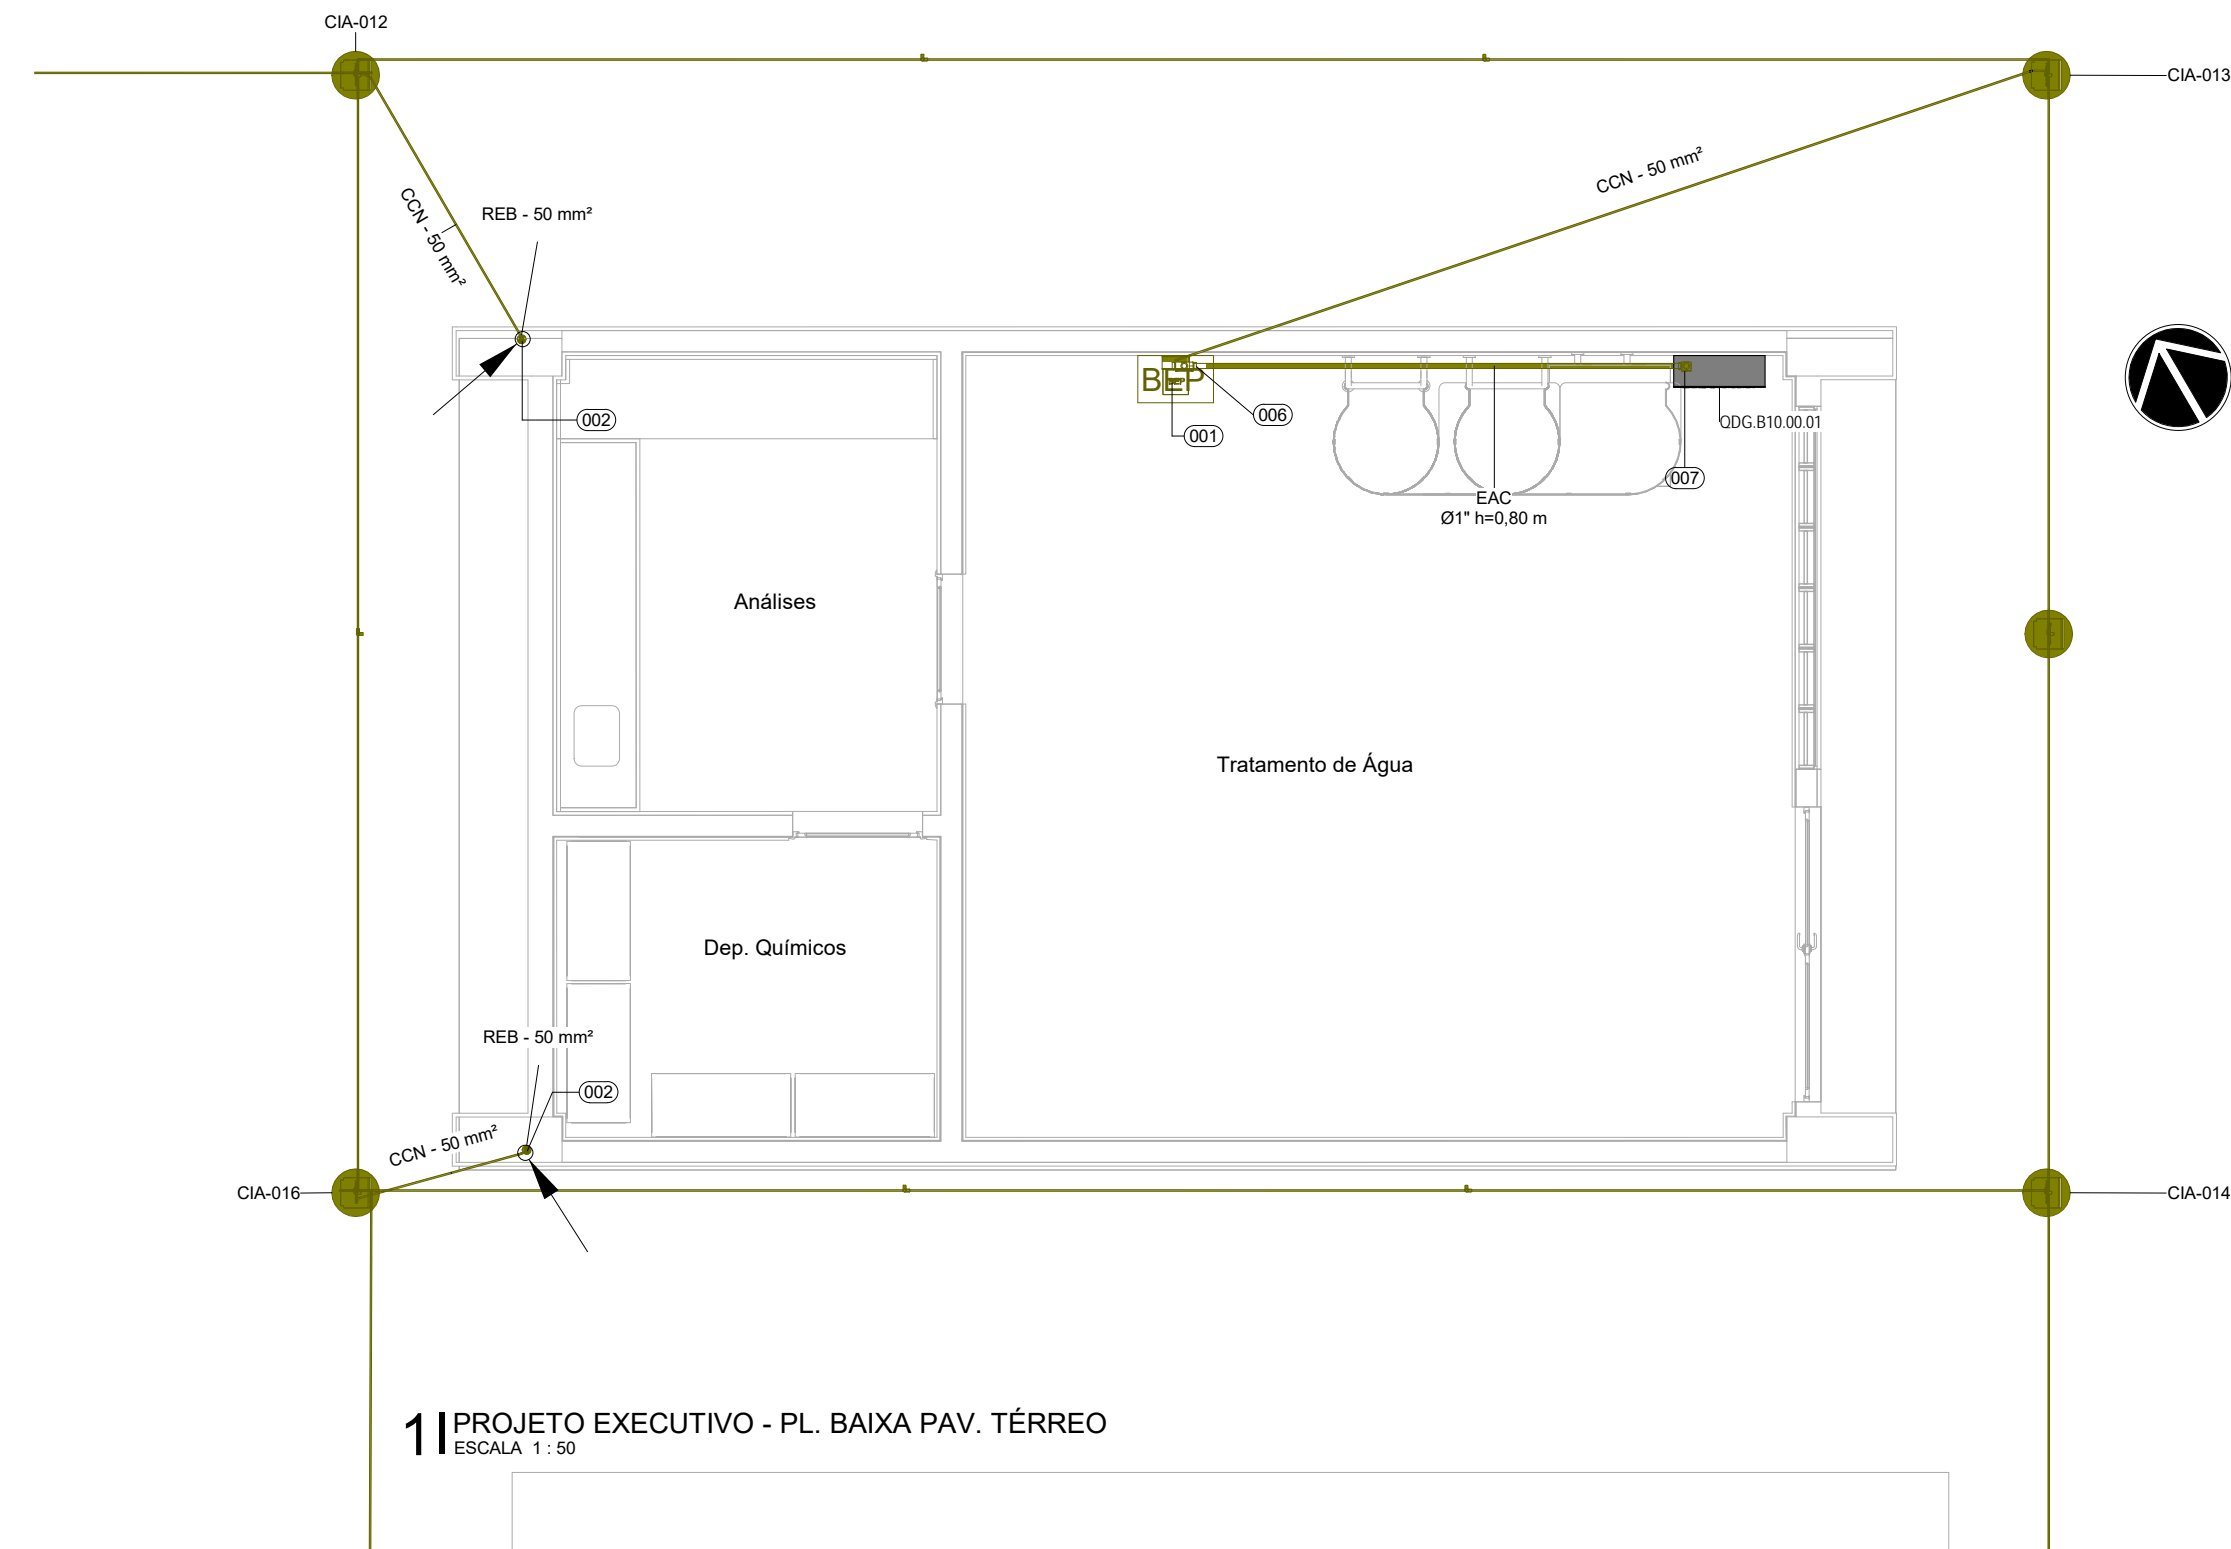 CIA-012
CIA-013
CCN - 50 mm²
CCN - 50 mm²
REB - 50 mm²
BEP
002
006
001
QDG.B10.00.01
007
EAC
Ø1" h=0,80 m
Análises
Tratamento de Água
Dep. Químicos
REB - 50 mm²
002
CCN - 50 mm²
CIA-016
CIA-014
1 PROJETO EXECUTIVO - PL. BAIXA PAV. TÉRREO
ESCALA 1 : 50